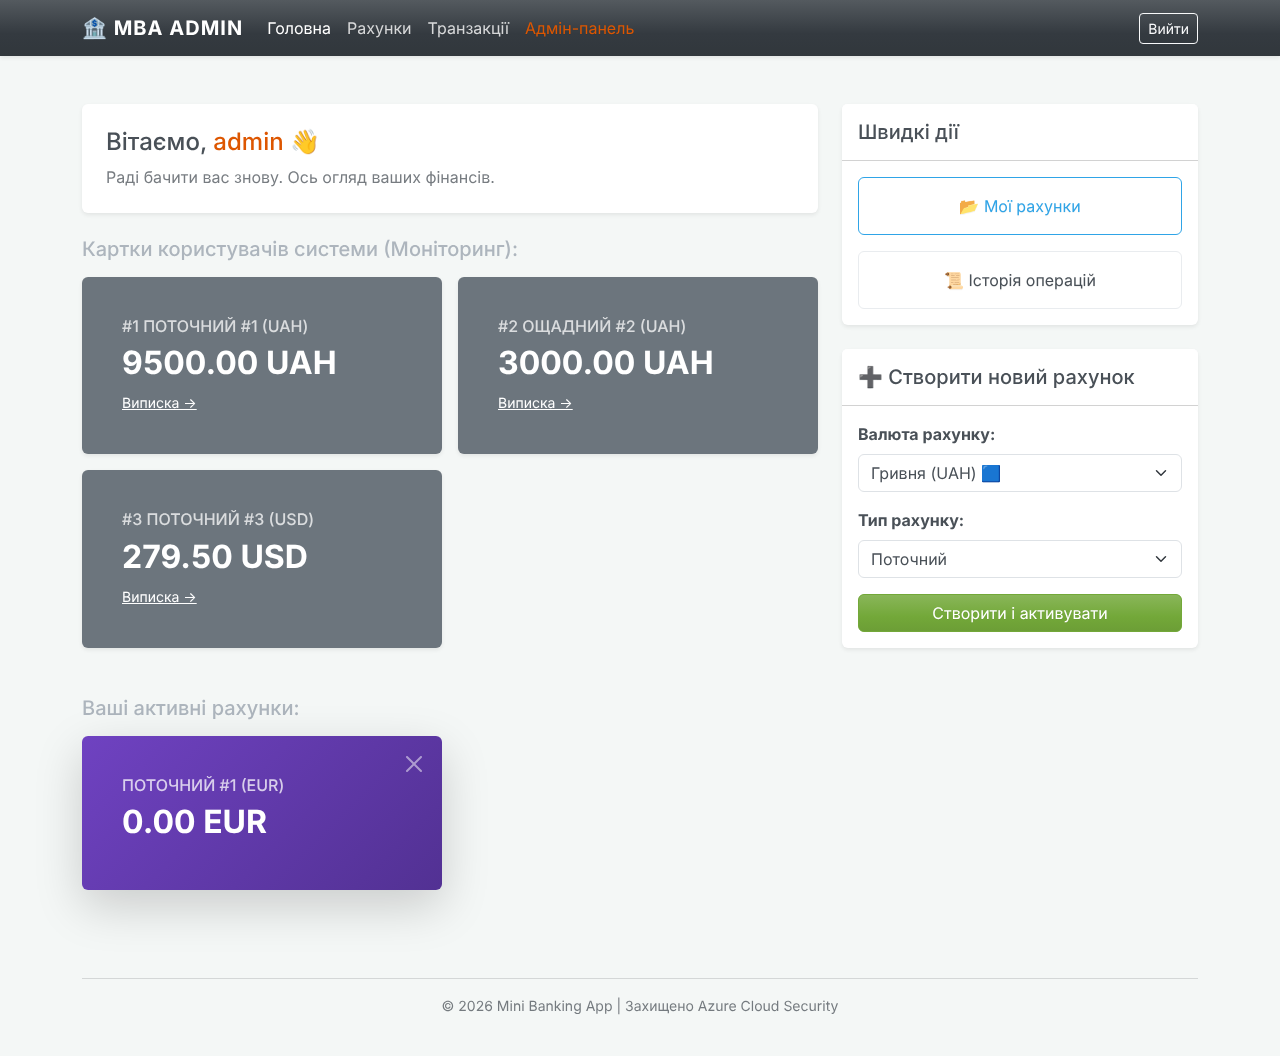 🏦 MBA ADMIN Головна Рахунки Транзакції Адмін-панель Вийти
Вітаємо, admin 👋
Раді бачити вас знову. Ось огляд ваших фінансів.
Картки користувачів системи (Моніторинг):
#1 ПОТОЧНИЙ #1 (UAH)
9500.00 UAH
Виписка →
#2 ОЩАДНИЙ #2 (UAH)
3000.00 UAH
Виписка →
#3 ПОТОЧНИЙ #3 (USD)
279.50 USD
Виписка →
Ваші активні рахунки:
ПОТОЧНИЙ #1 (EUR)
0.00 EUR
Швидкі дії
📂 Мої рахунки
📜 Історія операцій
➕ Створити новий рахунок
Валюта рахунку:
Гривня (UAH) 🟦
Тип рахунку:
Поточний
Створити і активувати
© 2026 Mini Banking App | Захищено Azure Cloud Security